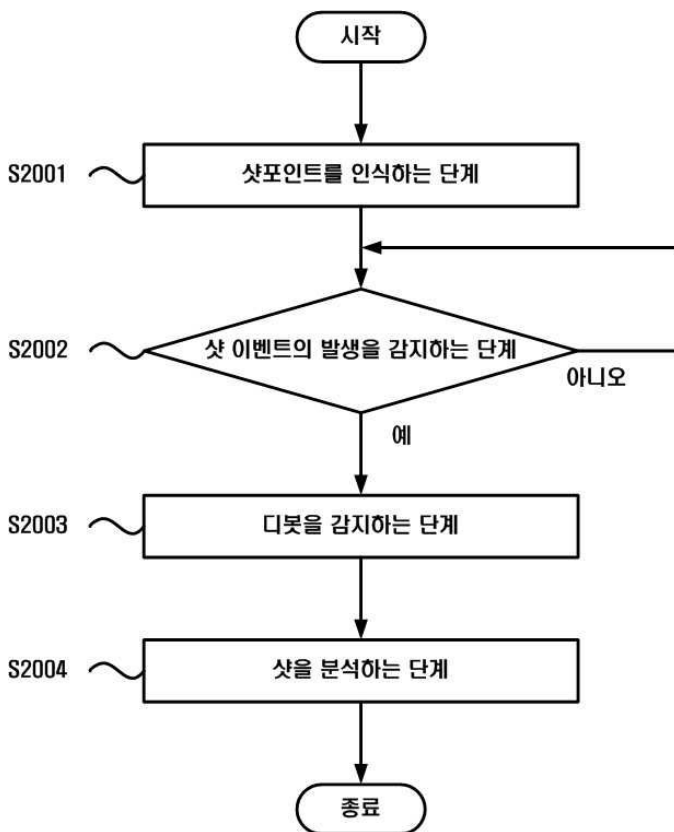 시작
S2001
샷포인트를 인식하는 단계
S2002
샷 이벤트의 발생을 감지하는 단계
아니오
예
S2003
디봇을 감지하는 단계
S2004
샷을 분석하는 단계
종료